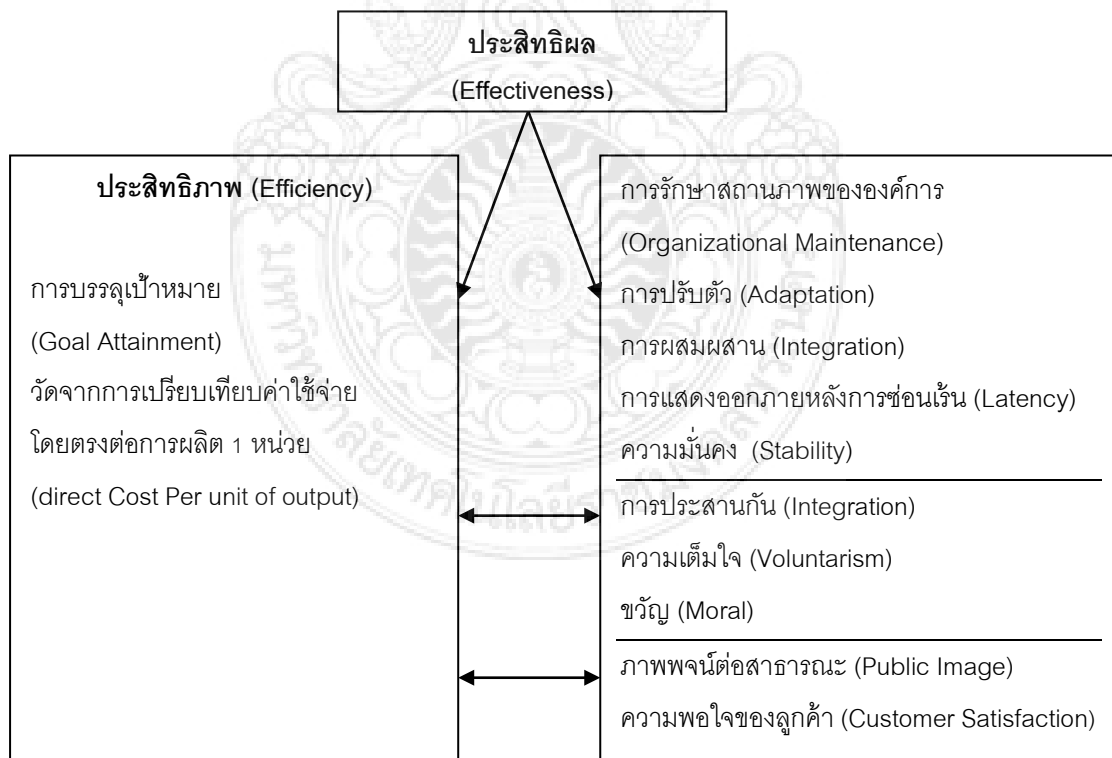 ประสิทธิผล
(Effectiveness)
ประสิทธิภาพ (Efficiency)
การบรรลุเป้าหมาย
(Goal Attainment)
วัดจากการเปรียบเทียบค่าใช้จ่าย
โดยตรงต่อการผลิต 1 หน่วย
(direct Cost Per unit of output)
การรักษาสถานภาพขององค์การ
(Organizational Maintenance)
การปรับตัว (Adaptation)
การผสมผสาน (Integration)
การแสดงออกภายหลังการซ่อนเร้น (Latency)
ความมั่นคง (Stability)
การประสานกัน (Integration)
ความเต็มใจ (Voluntarism)
ขวัญ (Moral)
ภาพพจน์ต่อสาธารณะ (Public Image)
ความพอใจของลูกค้า (Customer Satisfaction)